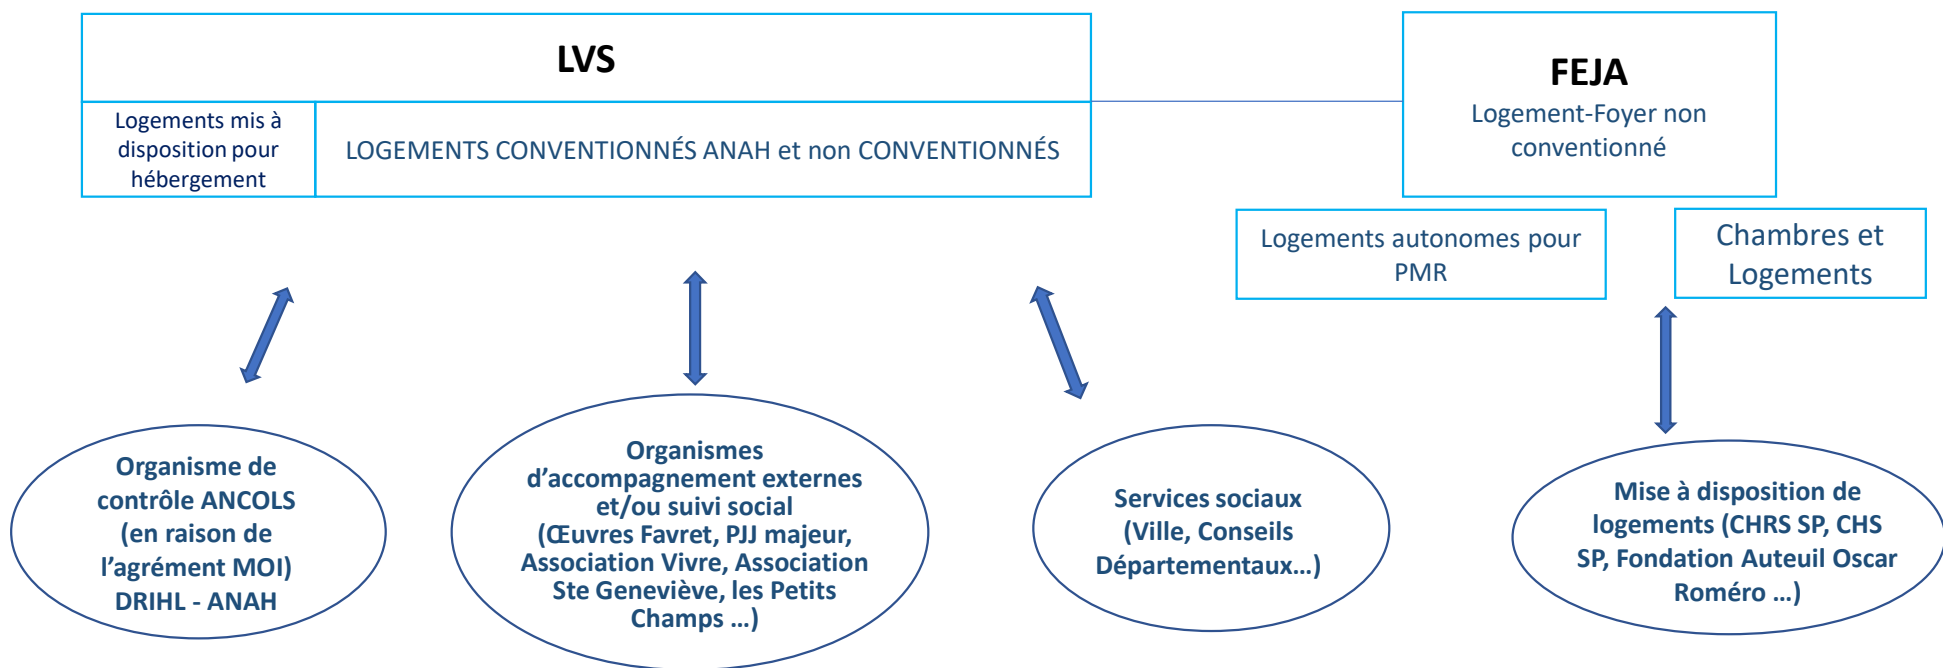 LVS
Logements mis à
disposition pour
hébergement
LOGEMENTS CONVENTIONNÉS ANAH et non CONVENTIONNÉS
FEJA
Logement-Foyer non
conventionné
Logements autonomes pour
PMR
Chambres et
Logements
Organisme de
contrôle ANCOLS
(en raison de
l’agrément MOI)
DRIHL - ANAH
Organismes
d’accompagnement externes
et/ou suivi social
(Œuvres Favret, PJJ majeur,
Association Vivre, Association
Ste Geneviève, les Petits
Champs …)
Services sociaux
(Ville, Conseils
Départementaux…)
Mise à disposition de
logements (CHRS SP, CHS
SP, Fondation Auteuil Oscar
Roméro …)